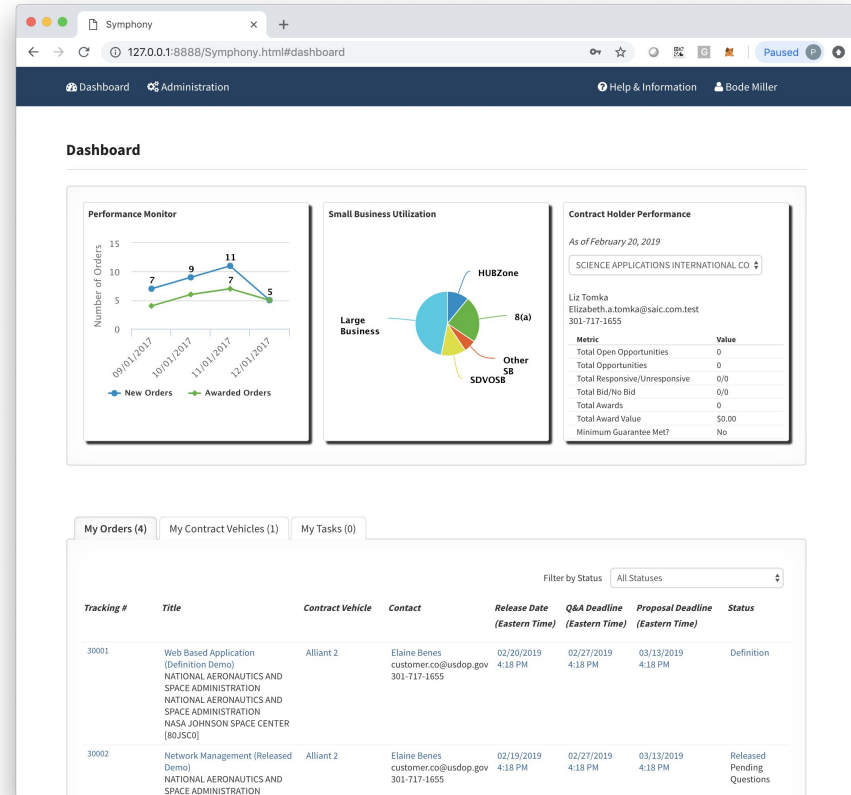 Symphony
127.0.0.1:8888/Symphony.html#dashboard
G
Paused P
Dashboard Administration Help & Information Bode Miller
Dashboard
Performance Monitor
Number of Orders
15
10
5
0
7
9
11
7
5
09/01/2017
10/01/2017
11/01/2017
12/01/2017
New Orders Awarded Orders
Small Business Utilization
HUBZone
8(a)
Large
Business
Other
SB
SDVOSB
Contract Holder Performance
As of February 20, 2019
SCIENCE APPLICATIONS INTERNATIONAL CO
Liz Tomka
Elizabeth.a.tomka@saic.com.test
301-717-1655
Metric Value
Total Open Opportunities 0
Total Opportunities 0
Total Responsive/Unresponsive 0/0
Total Bid/No Bid 0/0
Total Awards 0
Total Award Value $0.00
Minimum Guarantee Met? No
My Orders (4) My Contract Vehicles (1) My Tasks (0)
Filter by Status All Statuses
Tracking # Title Contract Vehicle Contact Release Date Q&A Deadline Proposal Deadline Status
(Eastern Time) (Eastern Time) (Eastern Time)
30001 Web Based Application Alliant 2 Elaine Benes 02/20/2019 02/27/2019 03/13/2019 Definition
(Definition Demo) customer.co@usdop.gov 4:18 PM 4:18 PM 4:18 PM
NATIONAL AERONAUTICS AND 301-717-1655
SPACE ADMINISTRATION
NATIONAL AERONAUTICS AND
SPACE ADMINISTRATION
NASA JOHNSON SPACE CENTER
[80JSC0]
30002 Network Management (Released Alliant 2 Elaine Benes 02/19/2019 02/27/2019 03/13/2019 Released
Demo) customer.co@usdop.gov 4:18 PM 4:18 PM 4:18 PM Pending
NATIONAL AERONAUTICS AND 301-717-1655 Questions
SPACE ADMINISTRATION